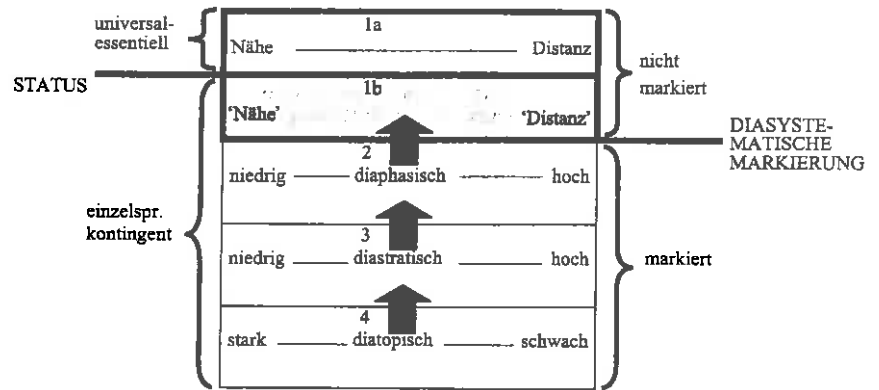 universal-
essentiell
1a
Nähe Distanz
nicht
markiert
STATUS
1b
'Nähe' 'Distanz'
DIASYSTE-
MATISCHE
MARKIERUNG
2
niedrig diaphasisch hoch
einzelspr.
kontingent
3
niedrig diastratisch hoch
markiert
4
stark diatopisch schwach